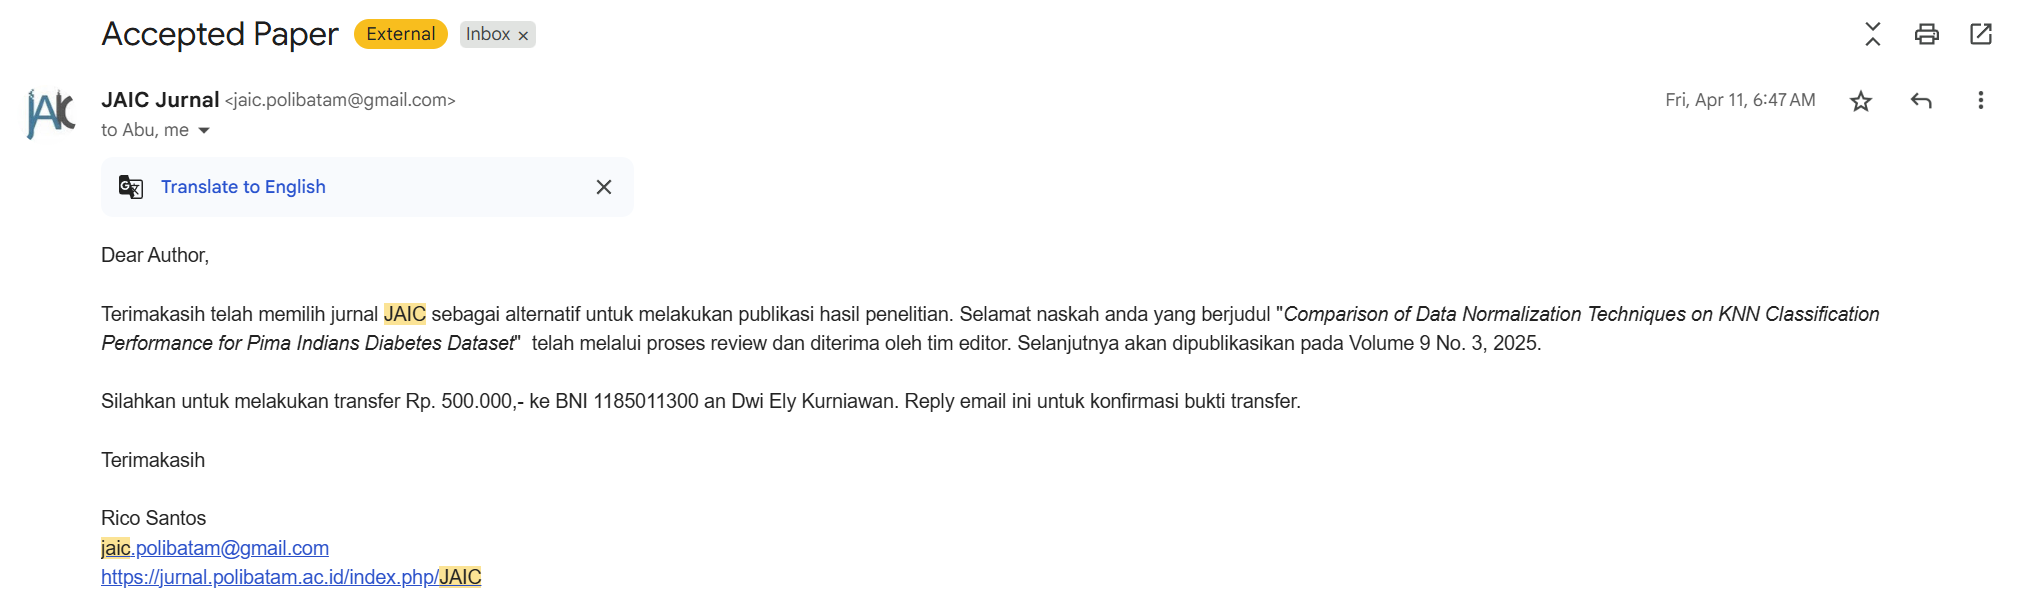 Accepted Paper External Inbox ×
JAIC
JAIC Jurnal <jaic.polibatam@gmail.com> Fri, Apr 11, 6:47 AM
to Abu, me
Translate to English
Dear Author,
Terimakasih telah memilih jurnal JAIC sebagai alternatif untuk melakukan publikasi hasil penelitian. Selamat naskah anda yang berjudul "Comparison of Data Normalization Techniques on KNN Classification
Performance for Pima Indians Diabetes Dataset"  telah melalui proses review dan diterima oleh tim editor. Selanjutnya akan dipublikasikan pada Volume 9 No. 3, 2025.
Silahkan untuk melakukan transfer Rp. 500.000,- ke BNI 1185011300 an Dwi Ely Kurniawan. Reply email ini untuk konfirmasi bukti transfer.
Terimakasih
Rico Santos
jaic.polibatam@gmail.com
https://jurnal.polibatam.ac.id/index.php/JAIC